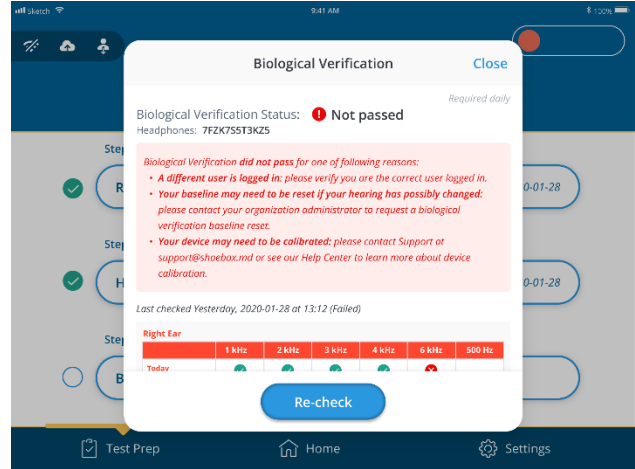 Sketch
9:41 AM
100%
Biological Verification
Close
Required daily
Biological Verification Status: Not passed
Headphones: 7FZK7S5T3KZ5
Biological Verification did not pass for one of following reasons:
• A different user is logged in: please verify you are the correct user logged in.
• Your baseline may need to be reset if your hearing has possibly changed:
please contact your organization administrator to request a biological
verification baseline reset.
• Your device may need to be calibrated: please contact Support at
support@shoebox.md or see our Help Center to learn more about device
calibration.
Last checked Yesterday, 2020-01-28 at 13:12 (Failed)
Right Ear
1 kHz 2 kHz 3 kHz 4 kHz 6 kHz 500 Hz
Today
Re-check
Step
R
0-01-28
Step
H
0-01-28
Step
B
Test Prep
Home
Settings